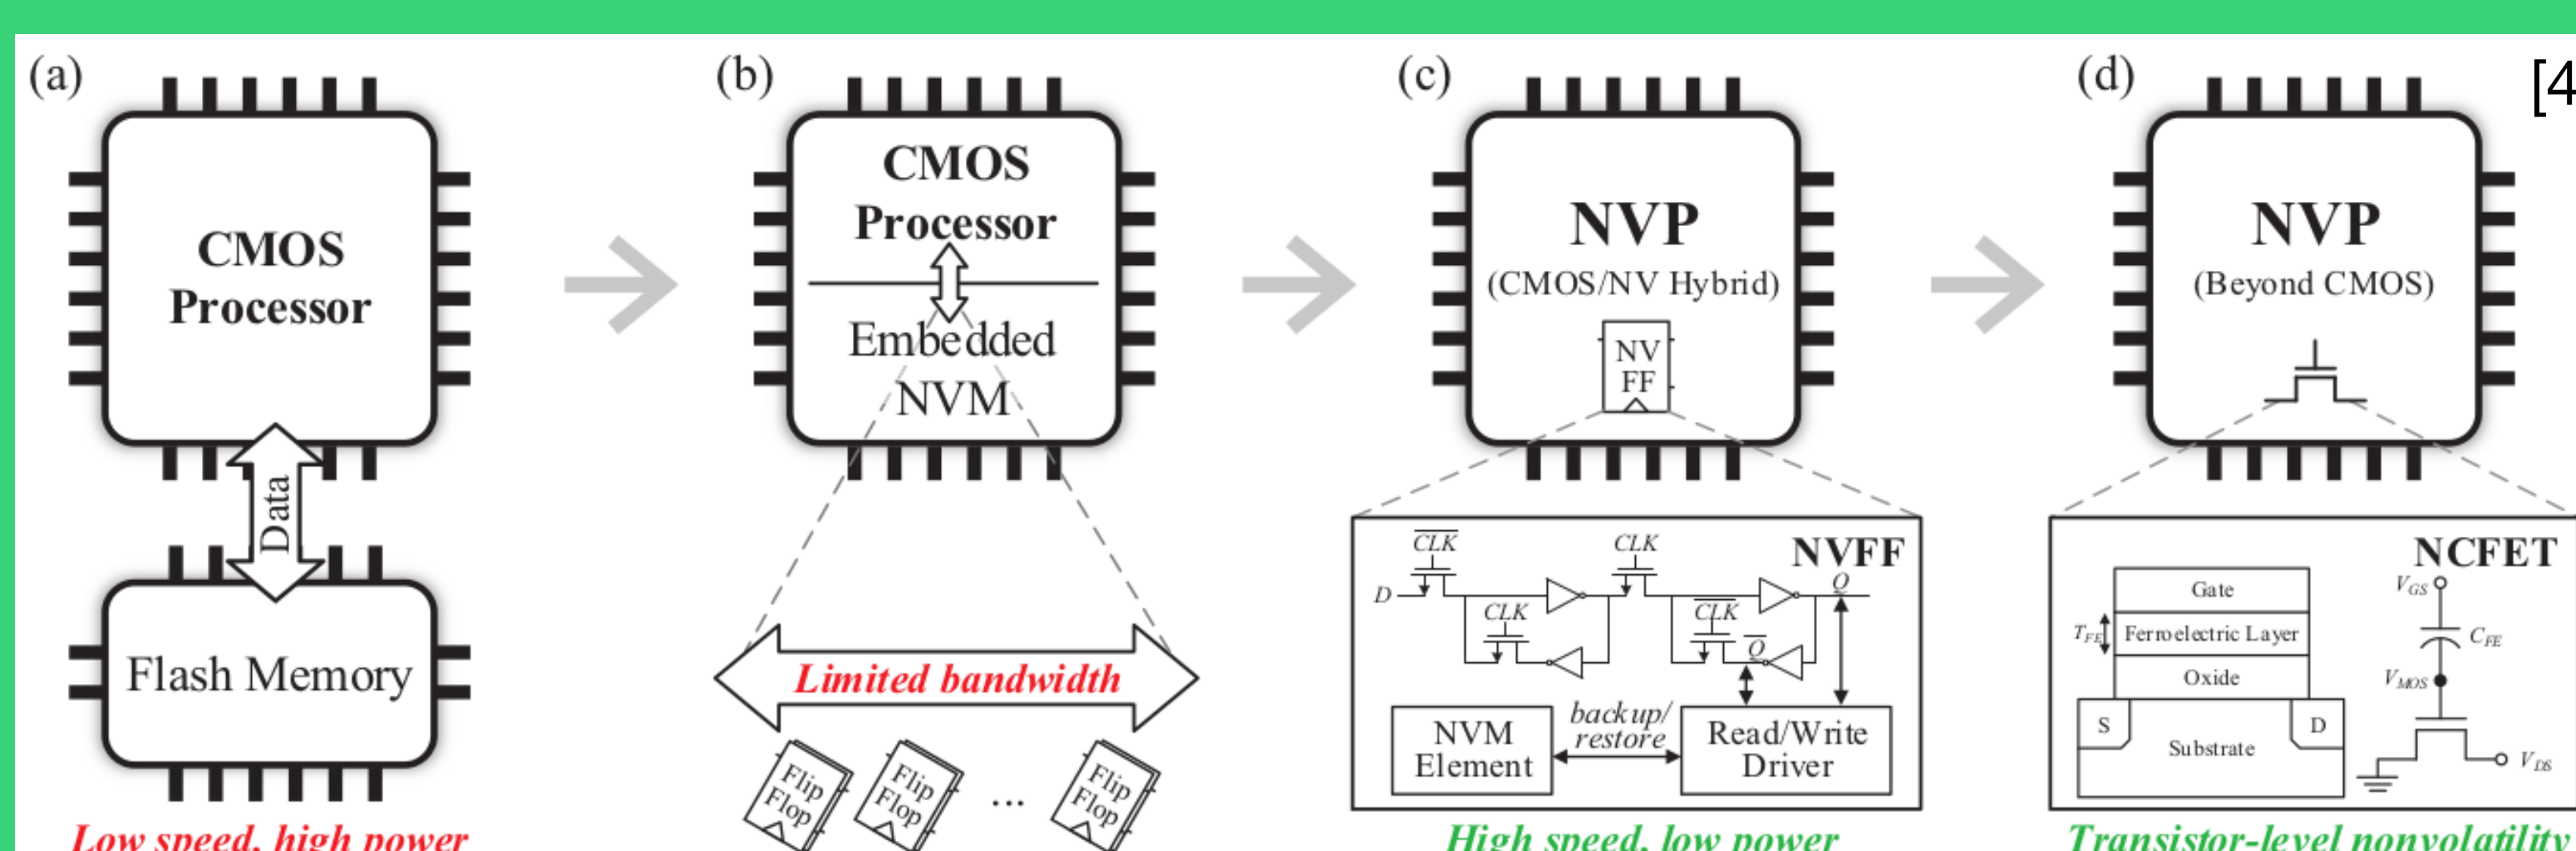 (a)
CMOS
Processor
Data
Flash Memory
Low speed, high power
(b)
CMOS
Processor
Embedded
NVM
Limited bandwidth
Flip
Flop
Flip
Flop
...
Flip
Flop
(c)
NVP
(CMOS/NV Hybrid)
NV
FF
NVFF
CLK
CLK
D
Q
CLK
CLK
Q
NVM
Element
backup/
restore
Read/Write
Driver
High speed, low power
(d)
[4
NVP
(Beyond CMOS)
NCFET
Gate
T_FE
Ferroelectric Layer
Oxide
S
D
Substrate
V_GS
C_FE
V_MOS
V_DS
Transistor-level nonvolatility